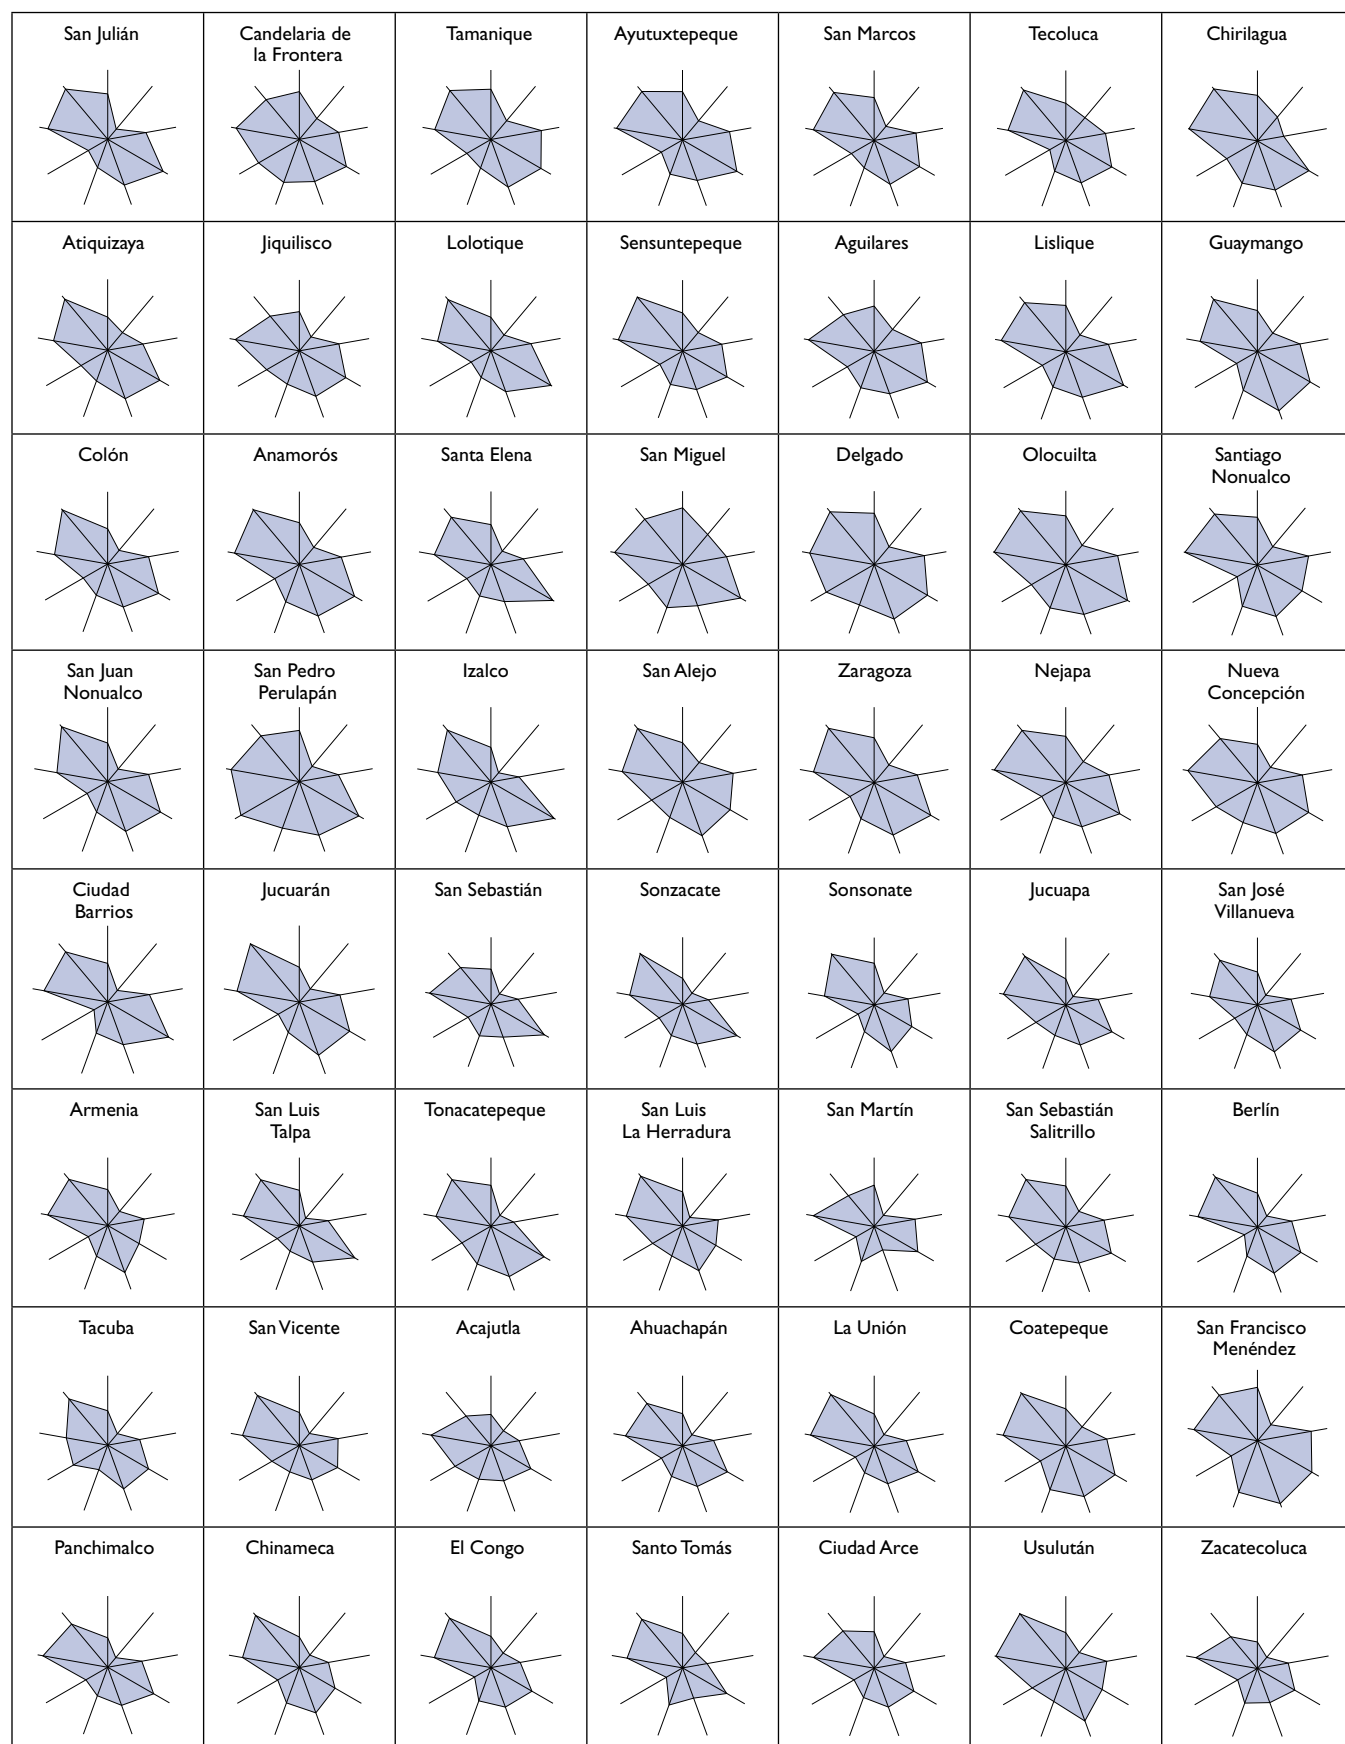 San Julián
Candelaria de
la Frontera
Tamanique
Ayutuxtepeque
San Marcos
Tecoluca
Chirilagua
Atiquizaya
Jiquilisco
Lolotique
Sensuntepeque
Aguilares
Lislique
Guaymango
Colón
Anamorós
Santa Elena
San Miguel
Delgado
Olocuilta
Santiago
Nonualco
San Juan
Nonualco
San Pedro
Perulapán
Izalco
San Alejo
Zaragoza
Nejapa
Nueva
Concepción
Ciudad
Barrios
Jucuarán
San Sebastián
Sonzacate
Sonsonate
Jucuapa
San José
Villanueva
Armenia
San Luis
Talpa
Tonacatepeque
San Luis
La Herradura
San Martín
San Sebastián
Salitrillo
Berlín
Tacuba
San Vicente
Acajutla
Ahuachapán
La Unión
Coatepeque
San Francisco
Menéndez
Panchimalco
Chinameca
El Congo
Santo Tomás
Ciudad Arce
Usulután
Zacatecoluca